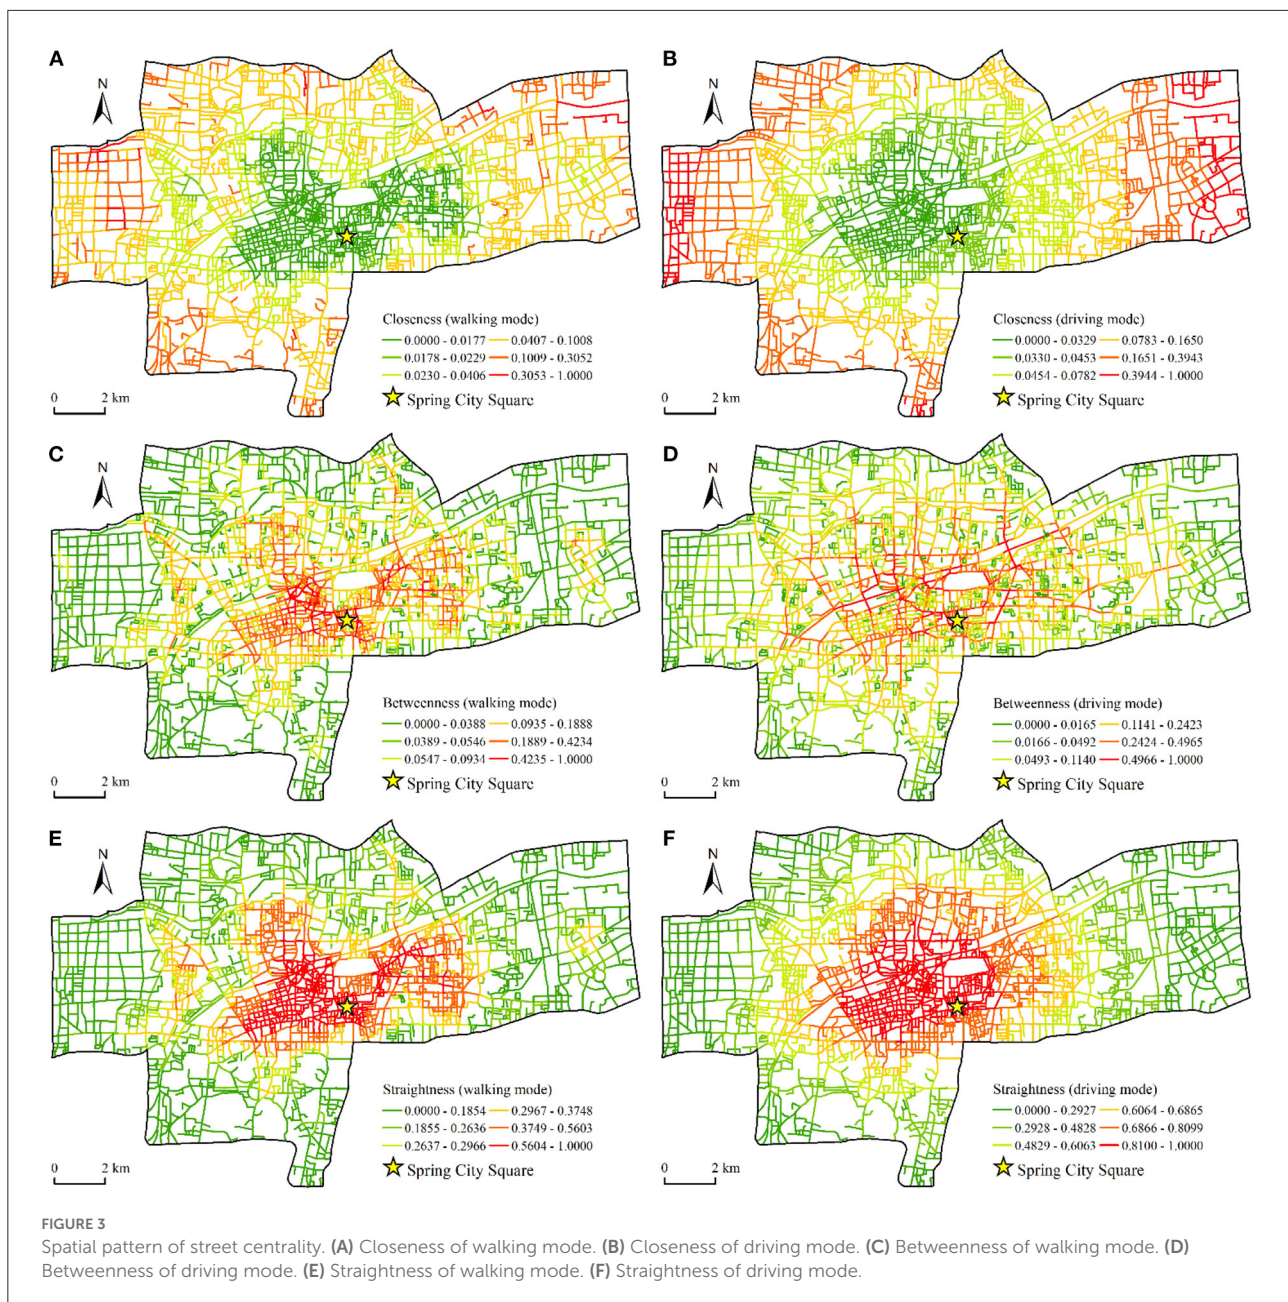 A
N
Closeness (walking mode)
0.0000 - 0.0177 0.0407 - 0.1008
0.0178 - 0.0229 0.1009 - 0.3052
0.0230 - 0.0406 0.3053 - 1.0000
Spring City Square
0 2 km
B
N
Closeness (driving mode)
0.0000 - 0.0329 0.0783 - 0.1650
0.0330 - 0.0453 0.1651 - 0.3943
0.0454 - 0.0782 0.3944 - 1.0000
Spring City Square
0 2 km
C
N
Betweenness (walking mode)
0.0000 - 0.0388 0.0935 - 0.1888
0.0389 - 0.0546 0.1889 - 0.4234
0.0547 - 0.0934 0.4235 - 1.0000
Spring City Square
0 2 km
D
N
Betweenness (driving mode)
0.0000 - 0.0165 0.1141 - 0.2423
0.0166 - 0.0492 0.2424 - 0.4965
0.0493 - 0.1140 0.4966 - 1.0000
Spring City Square
0 2 km
E
N
Straightness (walking mode)
0.0000 - 0.1854 0.2967 - 0.3748
0.1855 - 0.2636 0.3749 - 0.5603
0.2637 - 0.2966 0.5604 - 1.0000
Spring City Square
0 2 km
F
N
Straightness (driving mode)
0.0000 - 0.2927 0.6064 - 0.6865
0.2928 - 0.4828 0.6866 - 0.8099
0.4829 - 0.6063 0.8100 - 1.0000
Spring City Square
0 2 km
FIGURE 3
Spatial pattern of street centrality. (A) Closeness of walking mode. (B) Closeness of driving mode. (C) Betweenness of walking mode. (D)
Betweenness of driving mode. (E) Straightness of walking mode. (F) Straightness of driving mode.